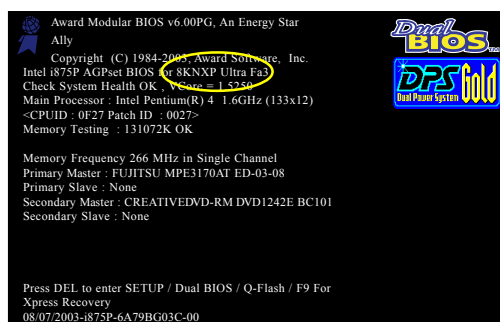 Award Modular BIOS v6.00PG, An Energy Star
Ally
Copyright (C) 1984-2003, Award Software, Inc.
Intel i875P AGPset BIOS for 8KNXP Ultra Fa3
Check System Health OK , VCore = 1.5250
Main Processor : Intel Pentium(R) 4 1.6GHz (133x12)
<CPUID : 0F27 Patch ID : 0027>
Memory Testing : 131072K OK
Memory Frequency 266 MHz in Single Channel
Primary Master : FUJITSU MPE3170AT ED-03-08
Primary Slave : None
Secondary Master : CREATIVEDVD-RM DVD1242E BC101
Secondary Slave : None
Press DEL to enter SETUP / Dual BIOS / Q-Flash / F9 For
Xpress Recovery
08/07/2003-i875P-6A79BG03C-00
Dual
BIOS
DPS
Dual Power System
Gold